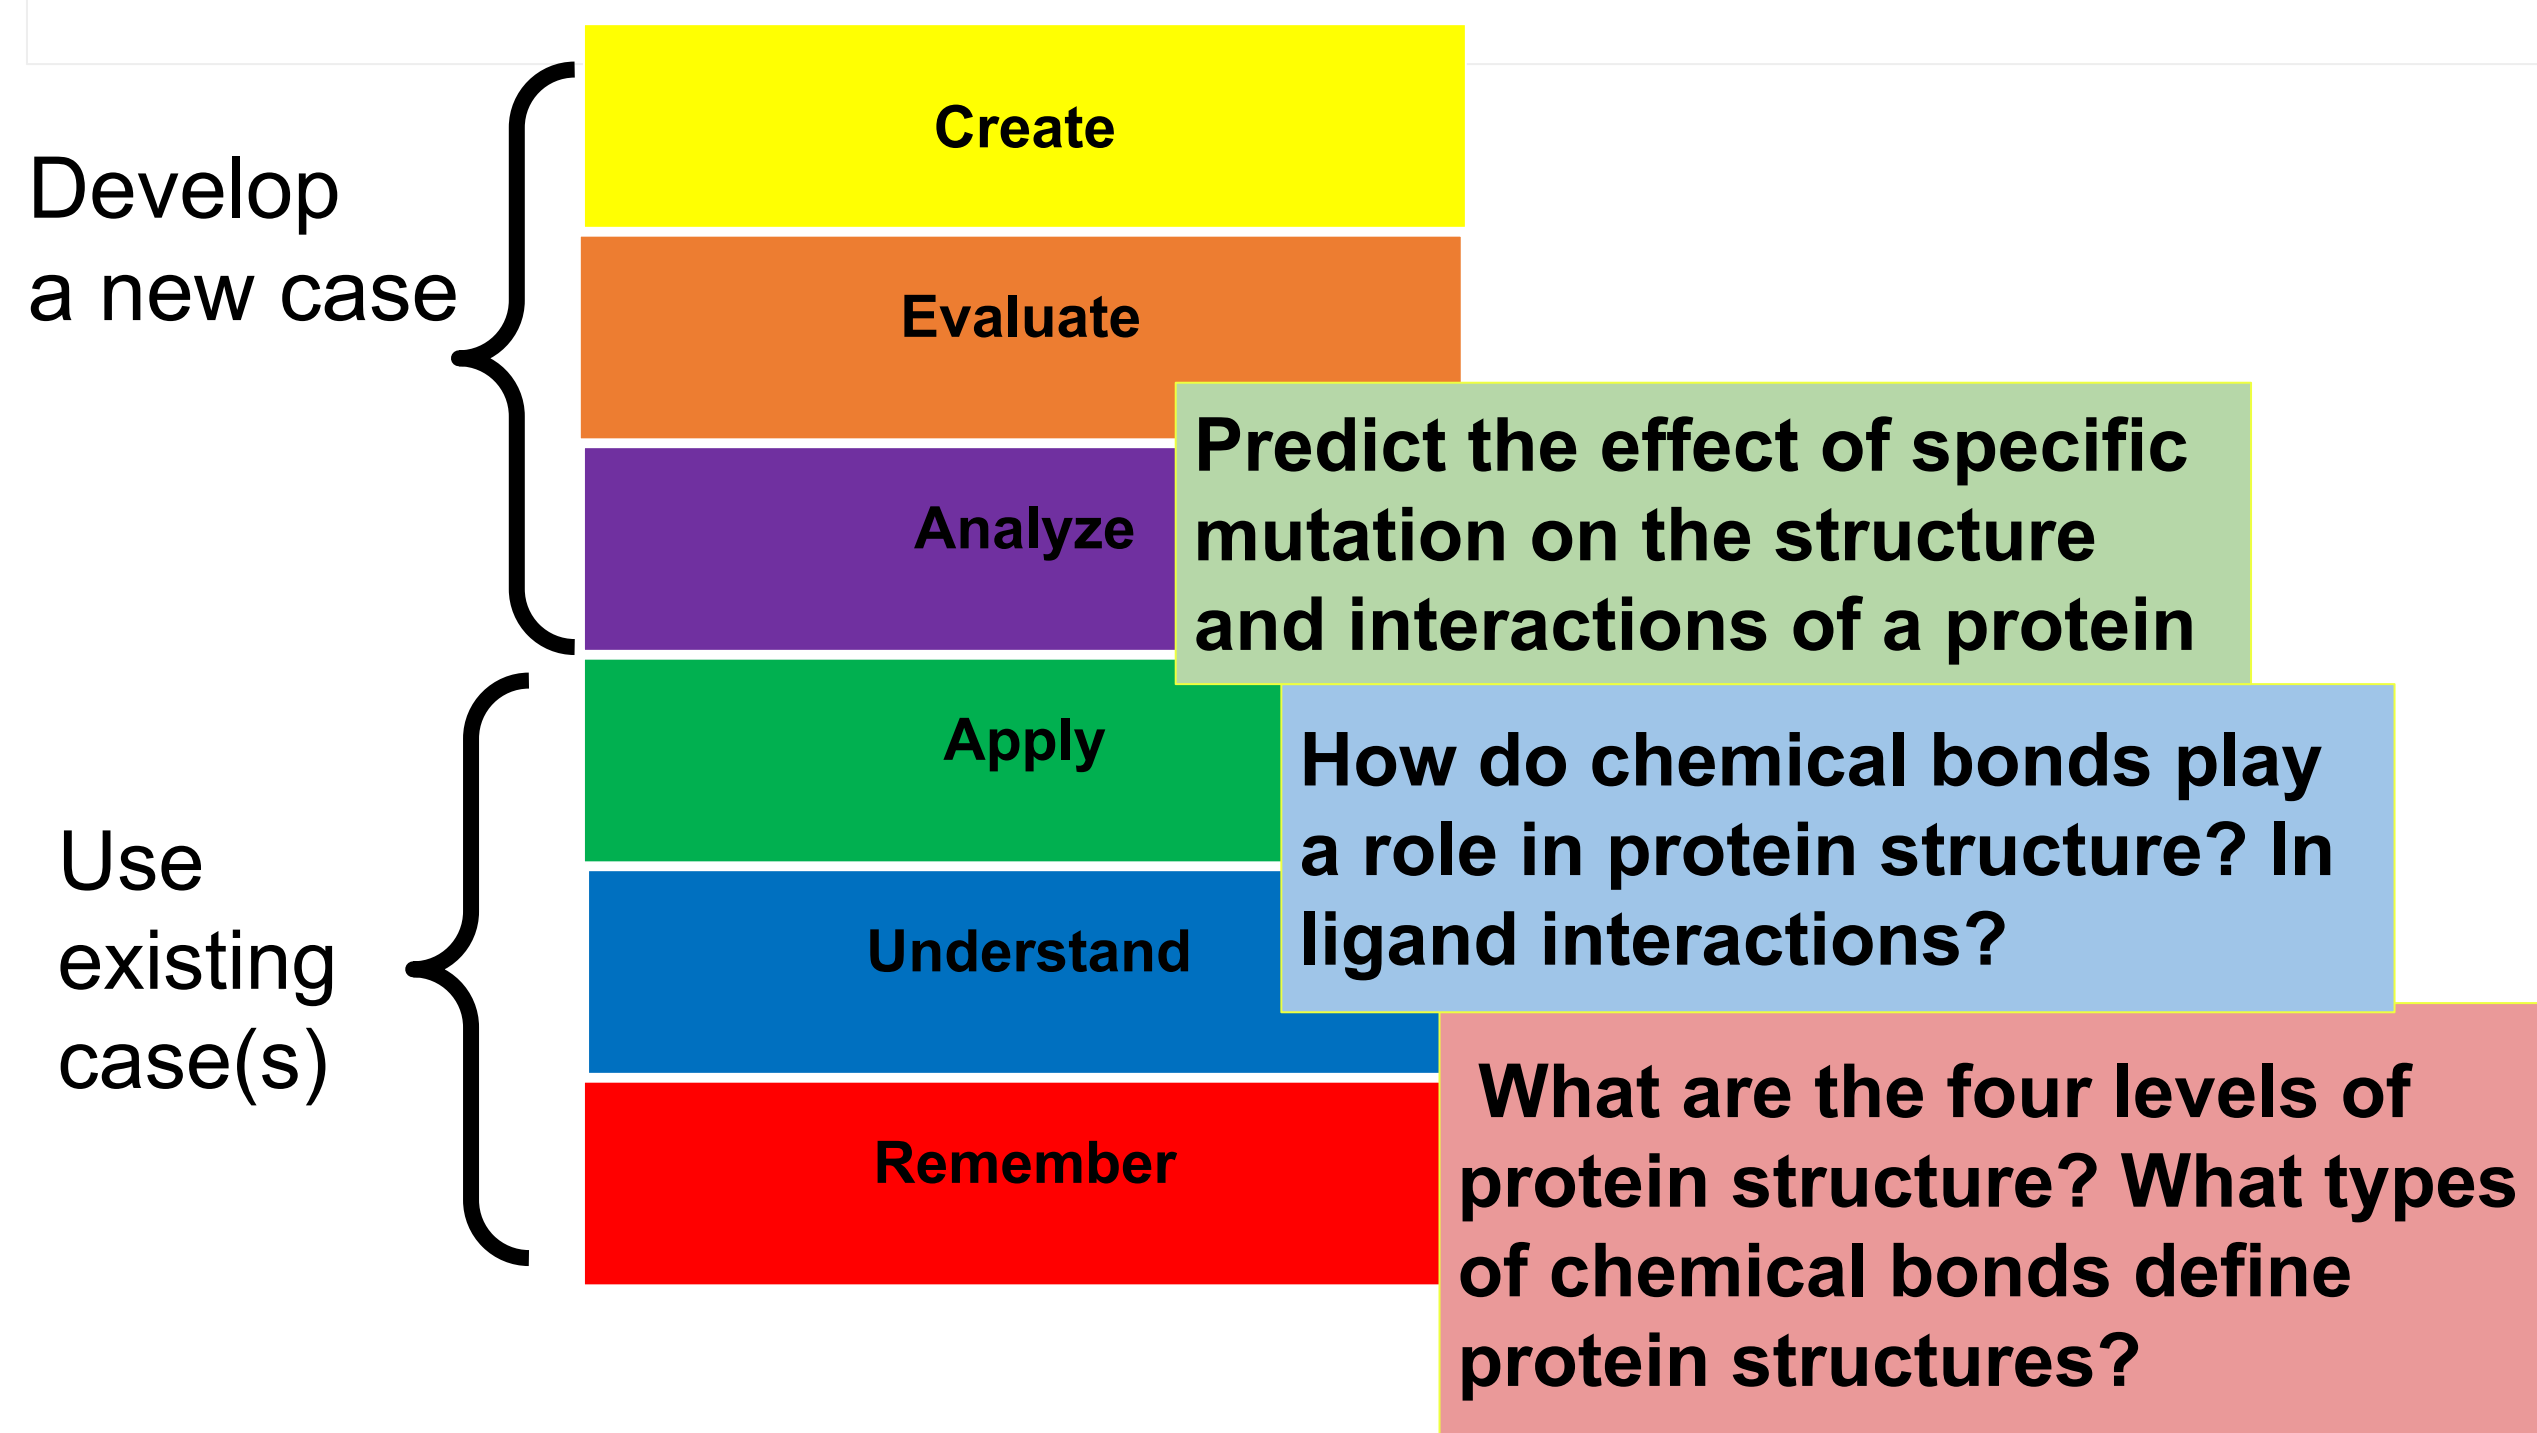 Develop
a new case
Create
Evaluate
Analyze
Predict the effect of specific
mutation on the structure
and interactions of a protein
Use
existing
case(s)
Apply
Understand
Remember
How do chemical bonds play
a role in protein structure? In
ligand interactions?
What are the four levels of
protein structure? What types
of chemical bonds define
protein structures?